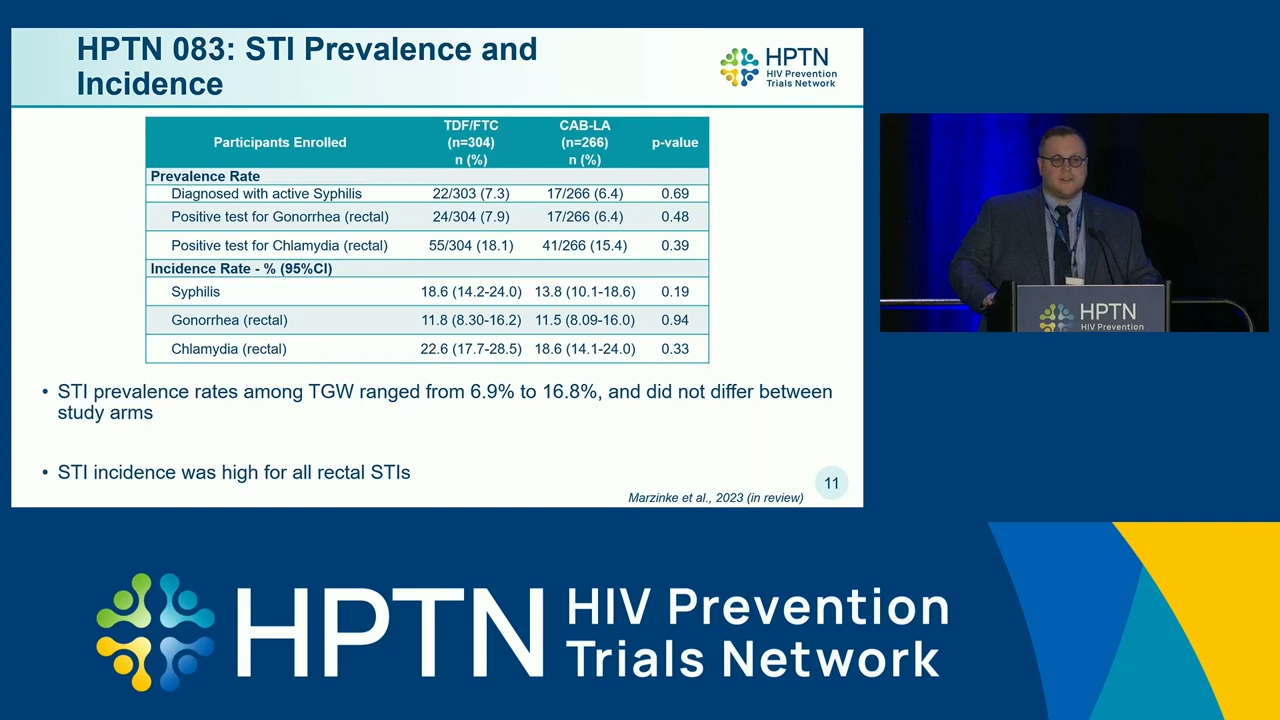 HPTN 083: STI Prevalence and
Incidence
HPTN
HIV Prevention
Trials Network
Participants Enrolled TDF/FTC (n=304) n (%) CAB-LA (n=266) n (%) p-value
Prevalence Rate
Diagnosed with active Syphilis 22/303 (7.3) 17/266 (6.4) 0.69
Positive test for Gonorrhea (rectal) 24/304 (7.9) 17/266 (6.4) 0.48
Positive test for Chlamydia (rectal) 55/304 (18.1) 41/266 (15.4) 0.39
Incidence Rate - % (95%CI)
Syphilis 18.6 (14.2-24.0) 13.8 (10.1-18.6) 0.19
Gonorrhea (rectal) 11.8 (8.30-16.2) 11.5 (8.09-16.0) 0.94
Chlamydia (rectal) 22.6 (17.7-28.5) 18.6 (14.1-24.0) 0.33
• STI prevalence rates among TGW ranged from 6.9% to 16.8%, and did not differ between
study arms
• STI incidence was high for all rectal STIs
11
Marzinke et al., 2023 (in review)
HPTN
HIV Prevention
HPTN
HIV Prevention
Trials Network